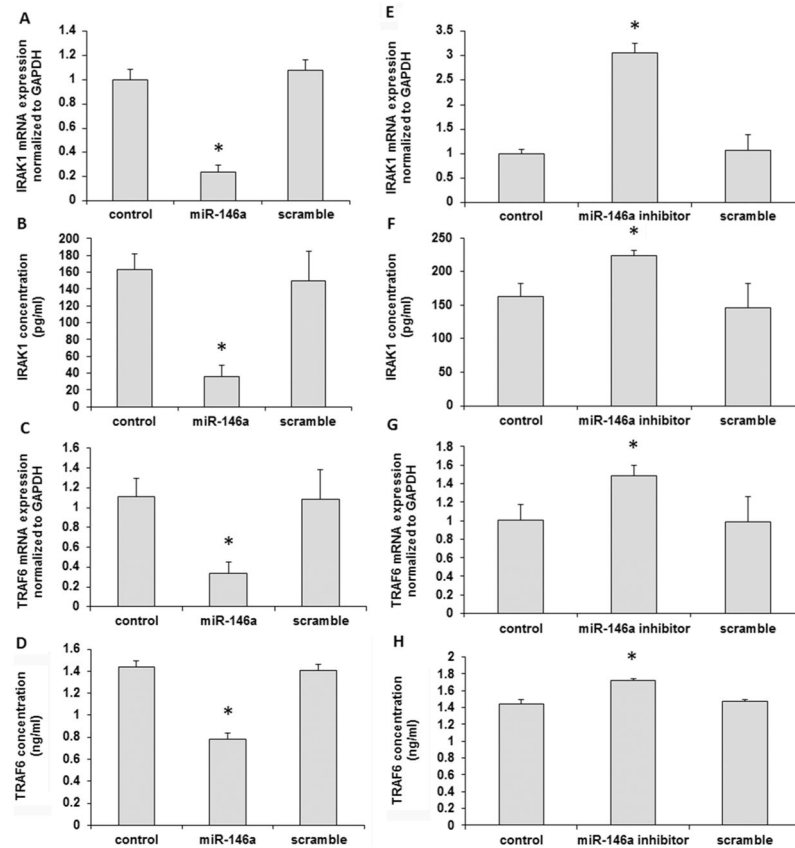 A
IRAK1 mRNA expression
normalized to GAPDH
1.4
1.2
1
0.8
0.6
0.4
0.2
0
*
control
miR-146a
scramble
B
IRAK1 concentration
(pg/ml)
200
180
160
140
120
100
80
60
40
20
0
*
control
miR-146a
scramble
C
TRAF6 mRNA expression
normalized to GAPDH
1.6
1.4
1.2
1
0.8
0.6
0.4
0.2
0
*
control
miR-146a
scramble
D
TRAF6 concentration
(ng/ml)
1.6
1.4
1.2
1
0.8
0.6
0.4
0.2
0
*
control
miR-146a
scramble
E
IRAK1 mRNA expression
normalized to GAPDH
3.5
3
2.5
2
1.5
1
0.5
0
*
control
miR-146a inhibitor
scramble
F
IRAK1 concentration
(pg/ml)
250
200
150
100
50
0
*
control
miR-146a inhibitor
scramble
G
TRAF6 mRNA expression
normalized to GAPDH
1.8
1.6
1.4
1.2
1
0.8
0.6
0.4
0.2
0
*
control
miR-146a inhibitor
scramble
H
TRAF6 concentration
(ng/ml)
2
1.8
1.6
1.4
1.2
1
0.8
0.6
0.4
0.2
0
*
control
miR-146a inhibitor
scramble